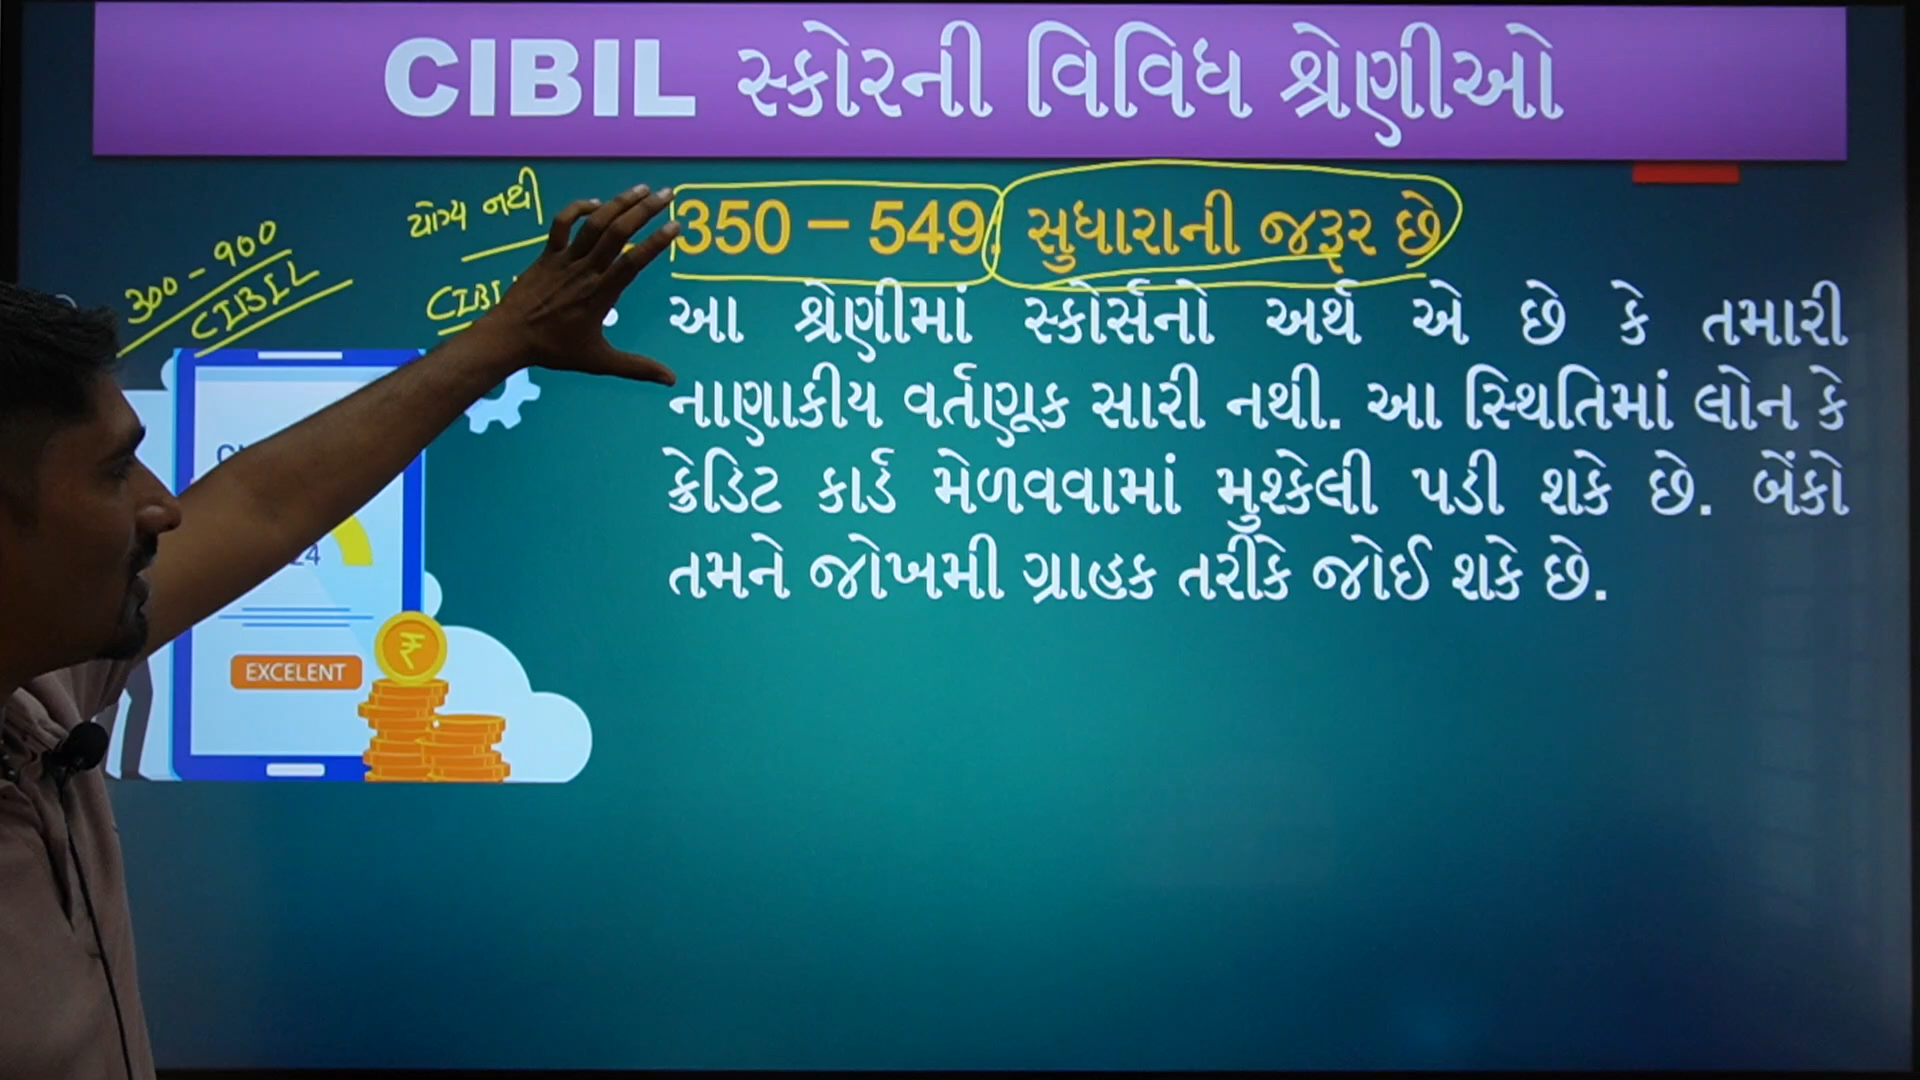 CIBIL સ્કોરની વિવિધ શ્રેણીઓ
300 - 900
CIBIL
યોગ્ય નથી
350 – 549
સુધારાની જરૂર છે
આ શ્રેણીમાં સ્કોર્સનો અર્થ એ છે કે તમારી
નાણાકીય વર્તણૂક સારી નથી. આ સ્થિતિમાં લોન કે
ક્રેડિટ કાર્ડ મેળવવામાં મુશ્કેલી પડી શકે છે. બેંકો
તમને જોખમી ગ્રાહક તરીકે જોઈ શકે છે.
EXCELENT